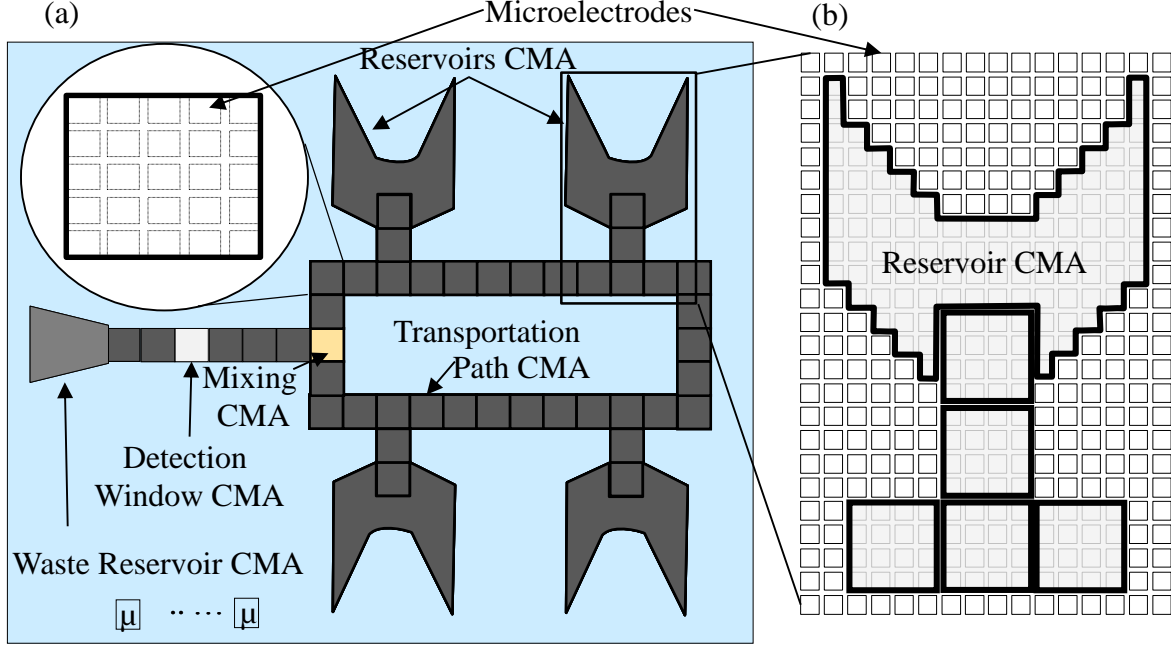 (a)
Microelectrodes
(b)
Reservoirs CMA
Reservoir CMA
Transportation
Path CMA
Mixing
CMA
Detection
Window CMA
Waste Reservoir CMA
μ ·· ··· μ